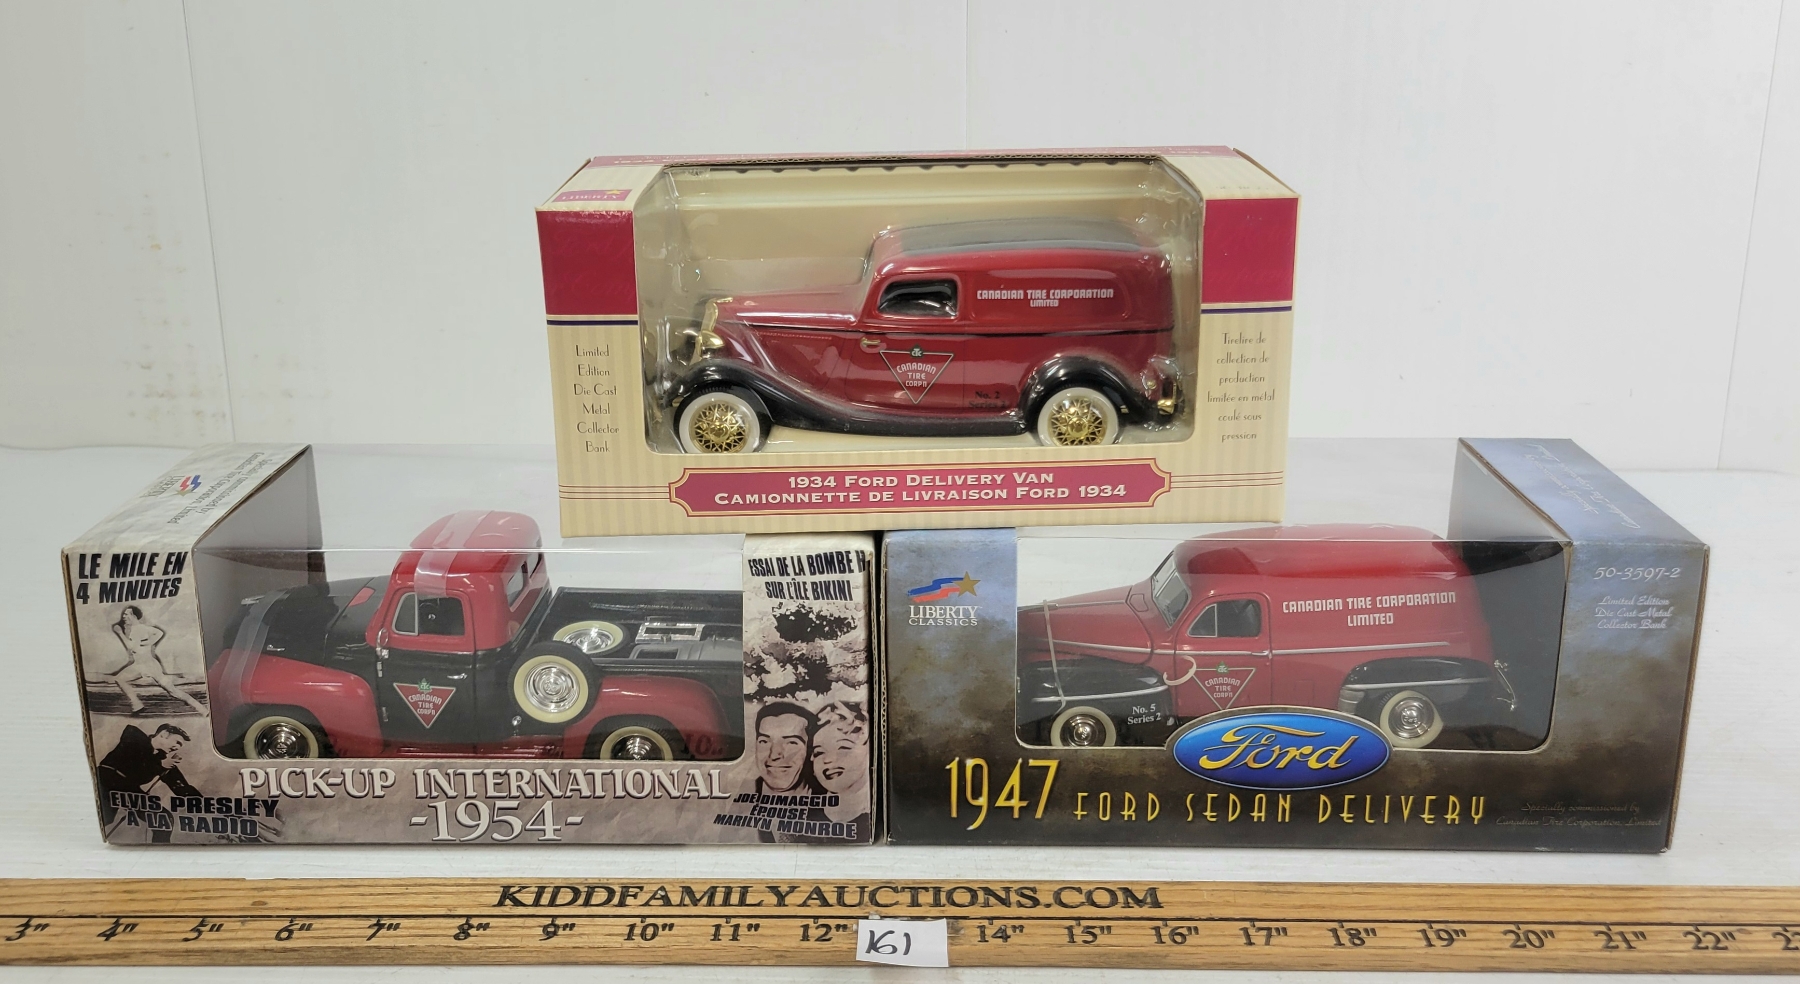 LIBERTY
CANADIAN TIRE CORPORATION
LIMITED
CANADIAN
TIRE
CORP'N
No. 2
Limited
Edition
Die Cast
Metal
Collector
Bank
Tirelire de
collection de
production
limitée en métal
coulé sous
pression
1934 FORD DELIVERY VAN
CAMIONNETTE DE LIVRAISON FORD 1934
LIBERTY
LE MILE EN
4 MINUTES
ESSAI DE LA BOMBE H
SUR L'ÎLE BIKINI
CANADIAN
TIRE
CORP'N
PICK-UP INTERNATIONAL
-1954-
ELVIS PRESLEY
À LA RADIO
JOE DIMAGGIO
ÉPOUSE
MARILYN MONROE
LIBERTY
CLASSICS
CANADIAN TIRE CORPORATION
LIMITED
CANADIAN
TIRE
CORP'N
No. 5
Series 2
50-3597-2
Limited Edition
Die Cast Metal
Collector Bank
Ford
1947 FORD SEDAN DELIVERY
Specially commissioned by
Canadian Tire Corporation, Limited
KIDDFAMILYAUCTIONS.COM
3" 4" 5" 6" 7" 8" 9" 10" 11" 12" 14" 15" 16" 17" 18" 19" 20" 21" 22"
161